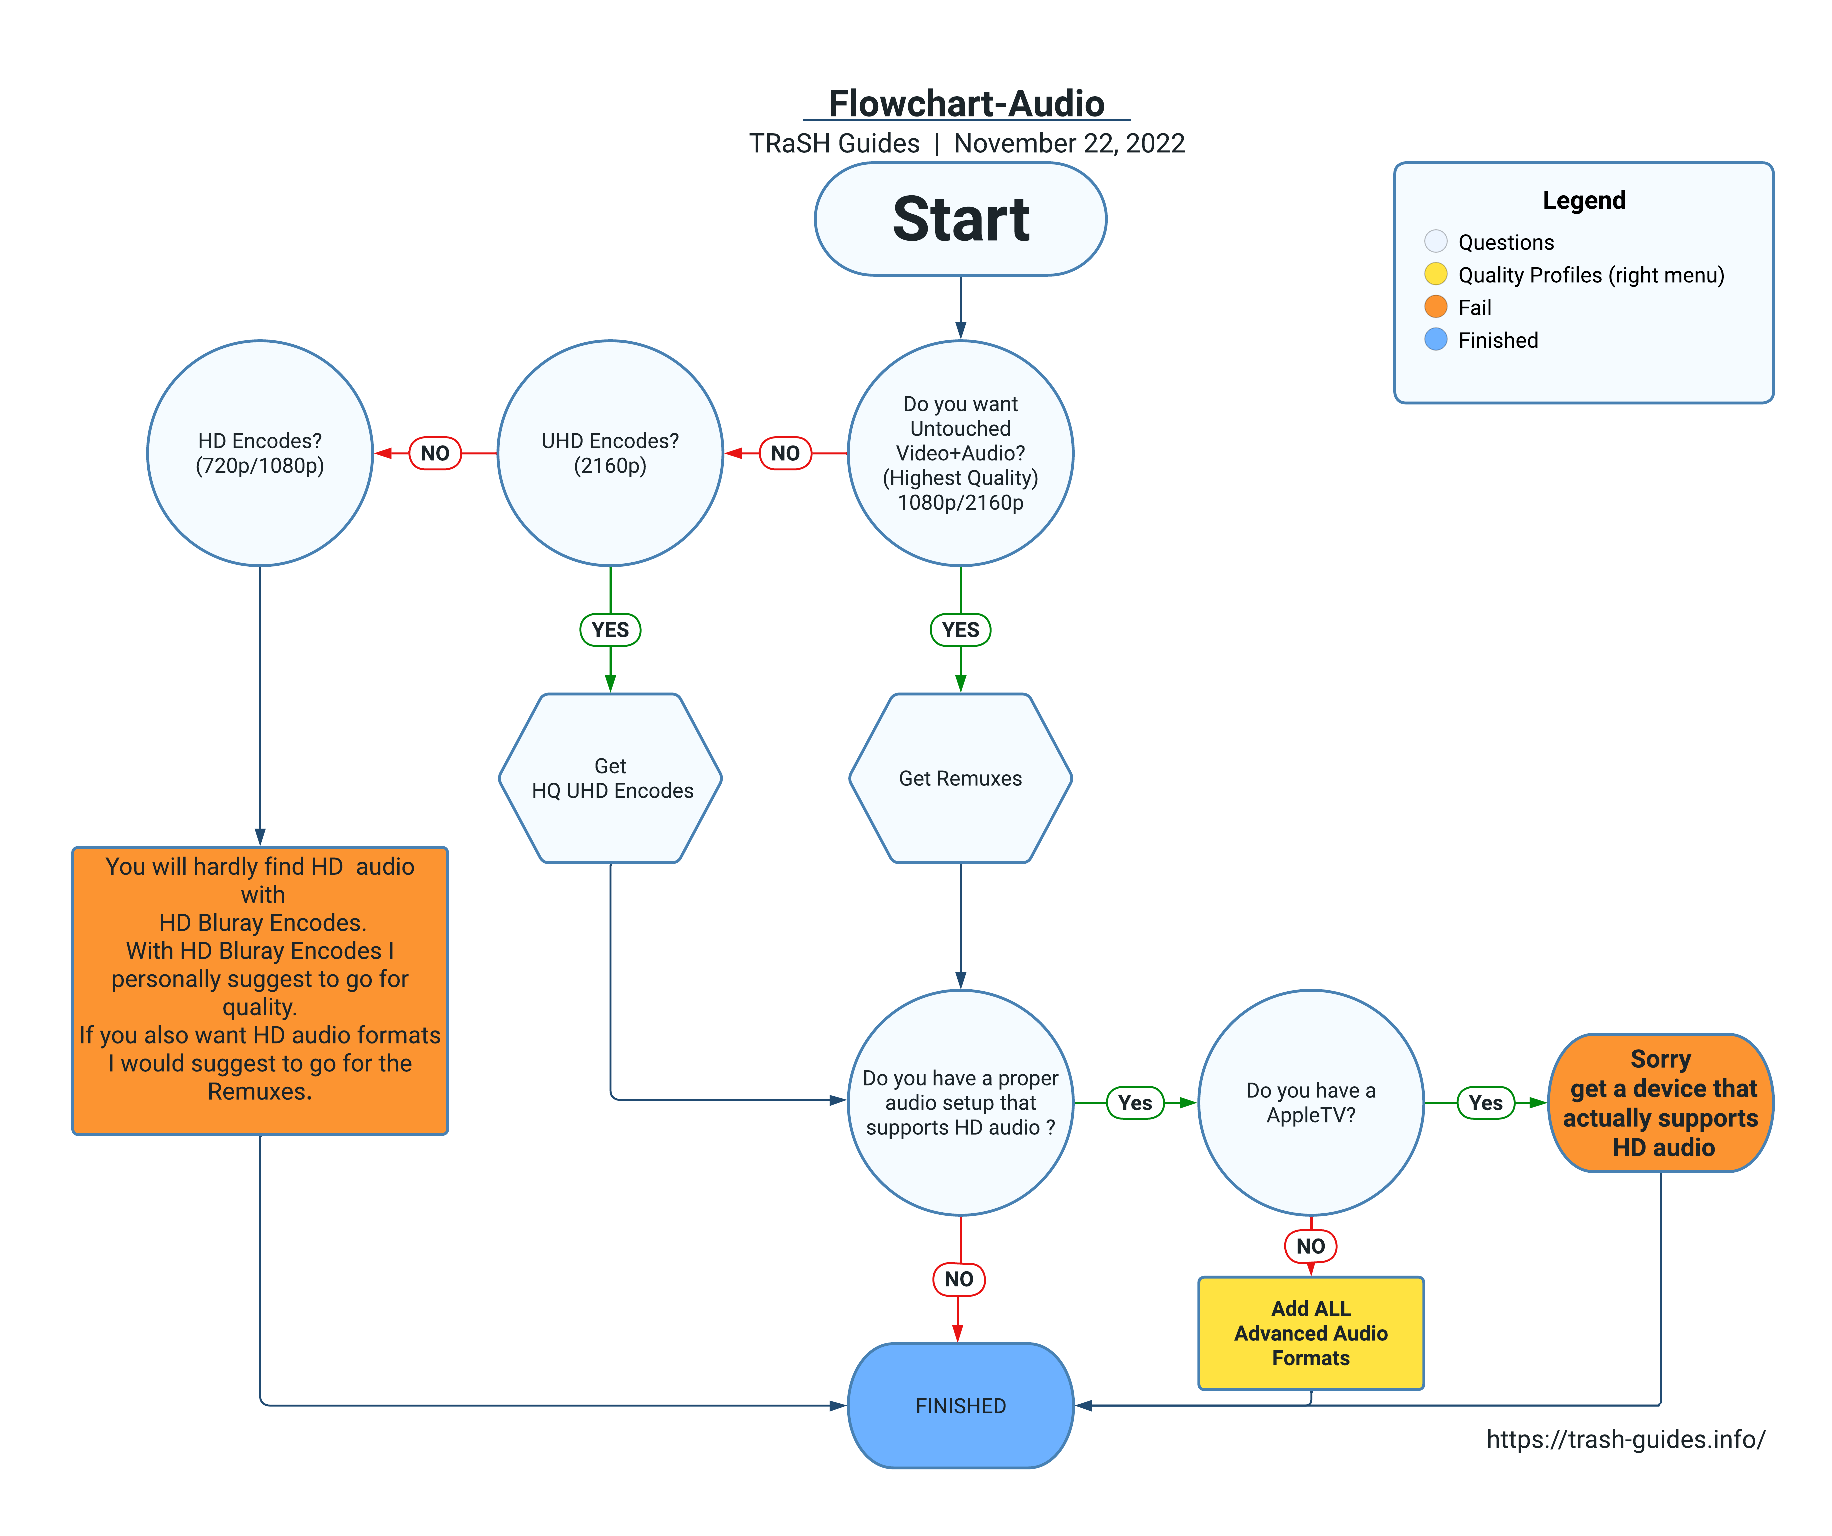 Flowchart-Audio
TRaSH Guides | November 22, 2022
Start
Legend
Questions
Quality Profiles (right menu)
Fail
Finished
HD Encodes?
(720p/1080p)
NO
UHD Encodes?
(2160p)
NO
Do you want
Untouched
Video+Audio?
(Highest Quality)
1080p/2160p
YES
YES
Get
HQ UHD Encodes
Get Remuxes
You will hardly find HD  audio
with
HD Bluray Encodes.
With HD Bluray Encodes I
personally suggest to go for
quality.
If you also want HD audio formats
I would suggest to go for the
Remuxes.
Do you have a proper
audio setup that
supports HD audio ?
Yes
Do you have a
AppleTV?
Yes
Sorry
get a device that
actually supports
HD audio
NO
NO
Add ALL
Advanced Audio
Formats
FINISHED
https://trash-guides.info/